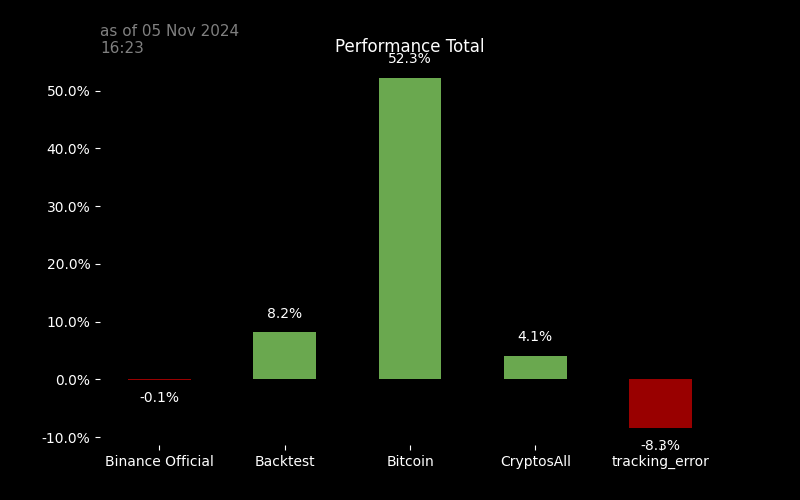 as of 05 Nov 2024
16:23
Performance Total
52.3%
50.0%
40.0%
30.0%
20.0%
10.0%
0.0%
-10.0%
-0.1%
8.2%
4.1%
-8.3%
Binance Official
Backtest
Bitcoin
CryptosAll
tracking_error